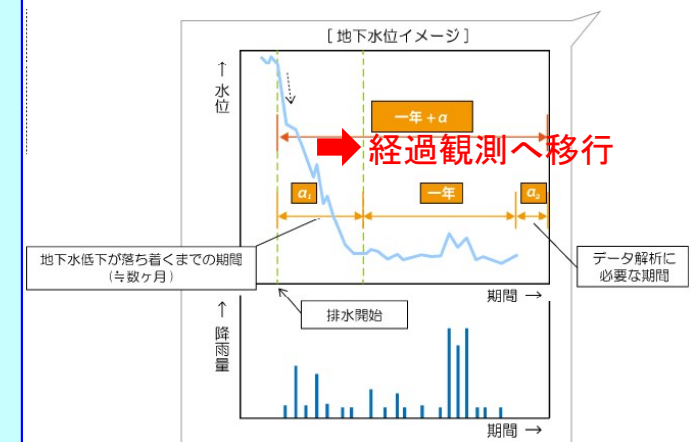 [ 地下水位イメージ ]
↑
水位
一年+α
➡ 経過観測へ移行
α₁
一年
α₂
地下水低下が落ち着くまでの期間
(≒数ヶ月)
データ解析に
必要な期間
期間 →
排水開始
↑
降雨量
期間 →